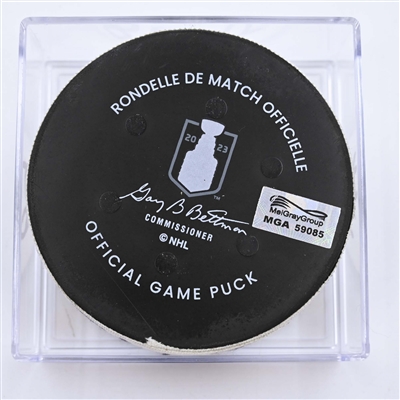 RONDELLE DE MATCH OFFICIELLE
20 23
Gary B Bettman
COMMISSIONER
© NHL
OFFICIAL GAME PUCK
MeiGrayGroup
MGA 59085